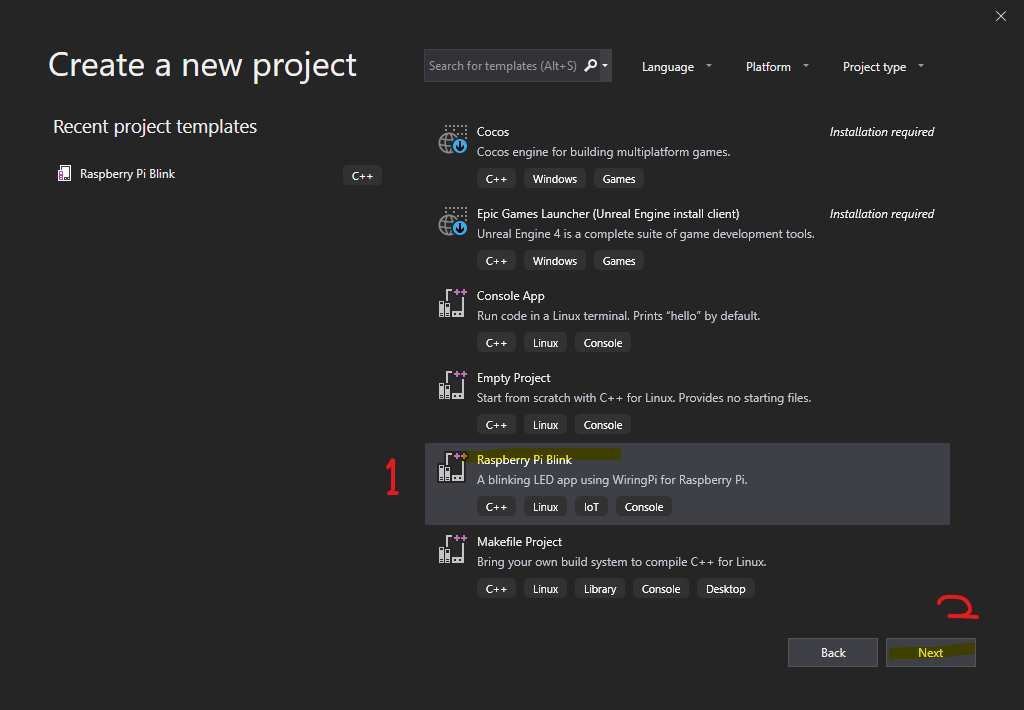 Create a new project
Search for templates (Alt+S)
Language
Platform
Project type
Recent project templates
Raspberry Pi Blink
C++
Cocos
Installation required
Cocos engine for building multiplatform games.
C++ Windows Games
Epic Games Launcher (Unreal Engine install client)
Installation required
Unreal Engine 4 is a complete suite of game development tools.
C++ Windows Games
Console App
Run code in a Linux terminal. Prints “hello” by default.
C++ Linux Console
Empty Project
Start from scratch with C++ for Linux. Provides no starting files.
C++ Linux Console
1
Raspberry Pi Blink
A blinking LED app using WiringPi for Raspberry Pi.
C++ Linux IoT Console
Makefile Project
Bring your own build system to compile C++ for Linux.
C++ Linux Library Console Desktop
2
Back
Next